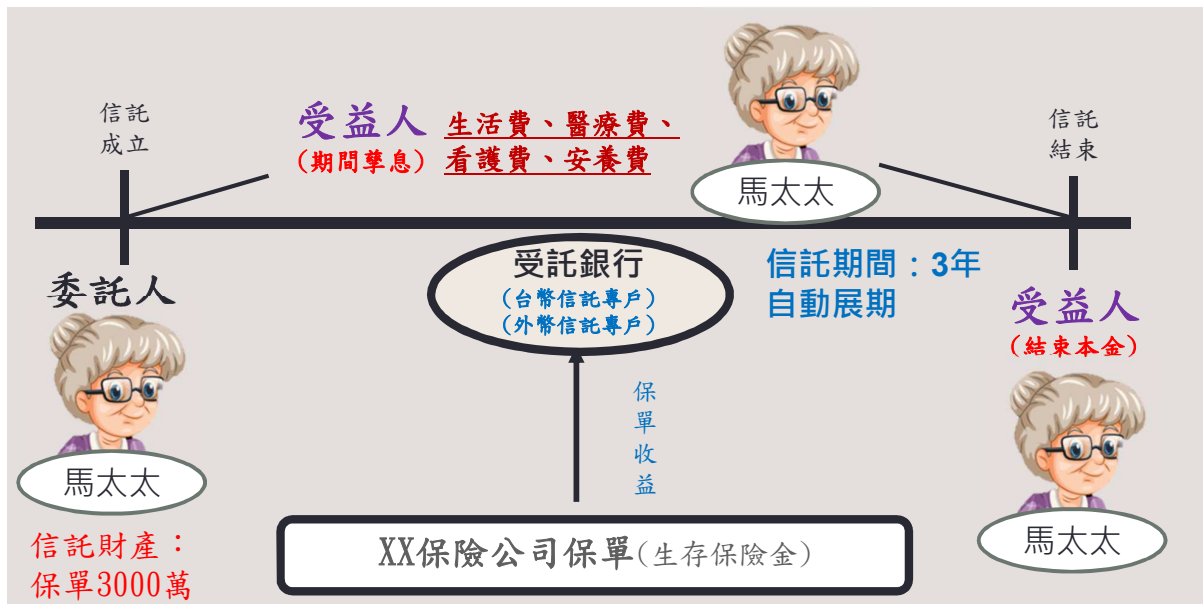 信託
成立
受益人 生活費、醫療費、
(期間孳息) 看護費、安養費
馬太太
信託
結束
委託人
馬太太
信託財產：
保單3000萬
受託銀行
(台幣信託專戶)
(外幣信託專戶)
信託期間：3年
自動展期
受益人
(結束本金)
馬太太
保
單
收
益
XX保險公司保單(生存保險金)